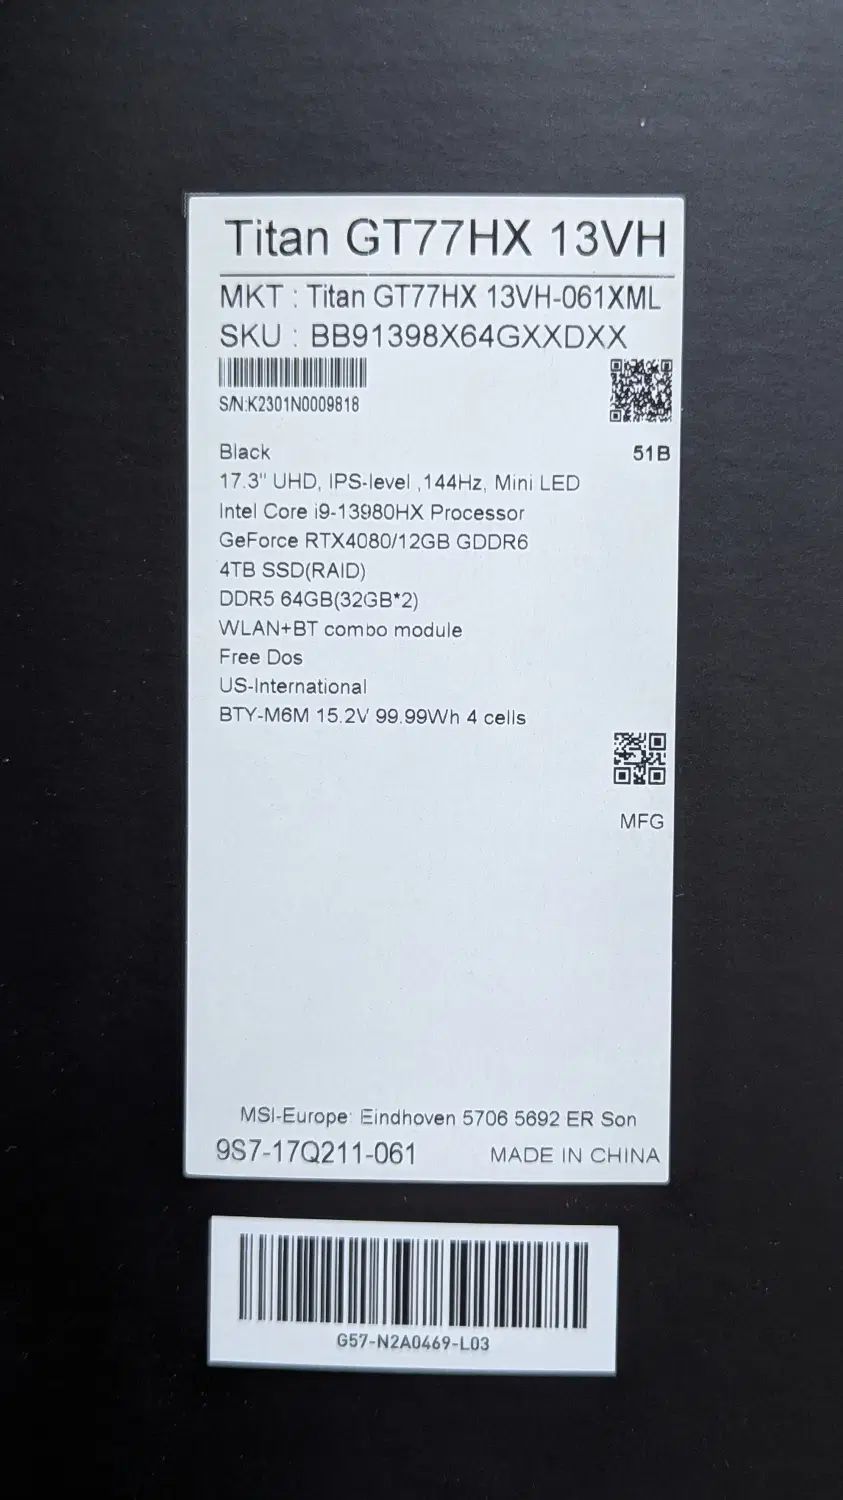 Titan GT77HX 13VH
MKT : Titan GT77HX 13VH-061XML
SKU : BB91398X64GXXDXX
S/N:K2301N0009818
Black
51B
17.3" UHD, IPS-level ,144Hz, Mini LED
Intel Core i9-13980HX Processor
GeForce RTX4080/12GB GDDR6
4TB SSD(RAID)
DDR5 64GB(32GB*2)
WLAN+BT combo module
Free Dos
US-International
BTY-M6M 15.2V 99.99Wh 4 cells
MFG
MSI-Europe: Eindhoven 5706 5692 ER Son
9S7-17Q211-061
MADE IN CHINA
G57-N2A0469-L03